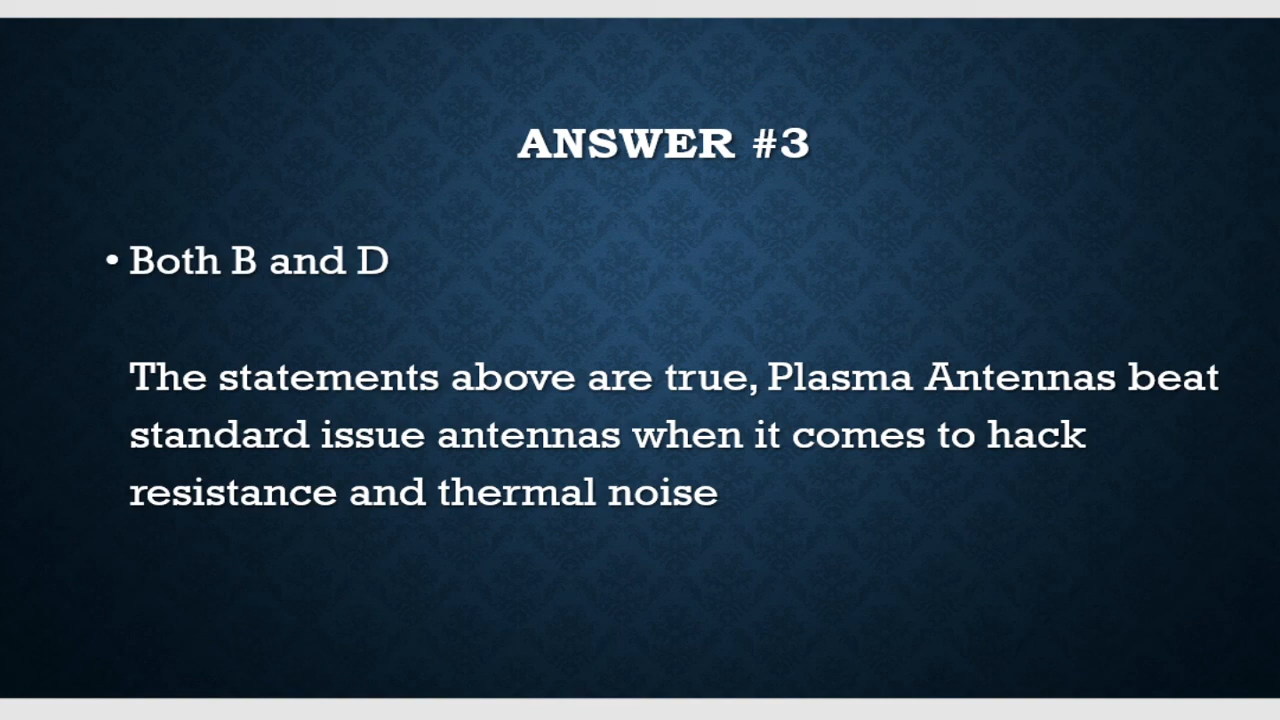 ANSWER #3
• Both B and D
The statements above are true, Plasma Antennas beat
standard issue antennas when it comes to hack
resistance and thermal noise